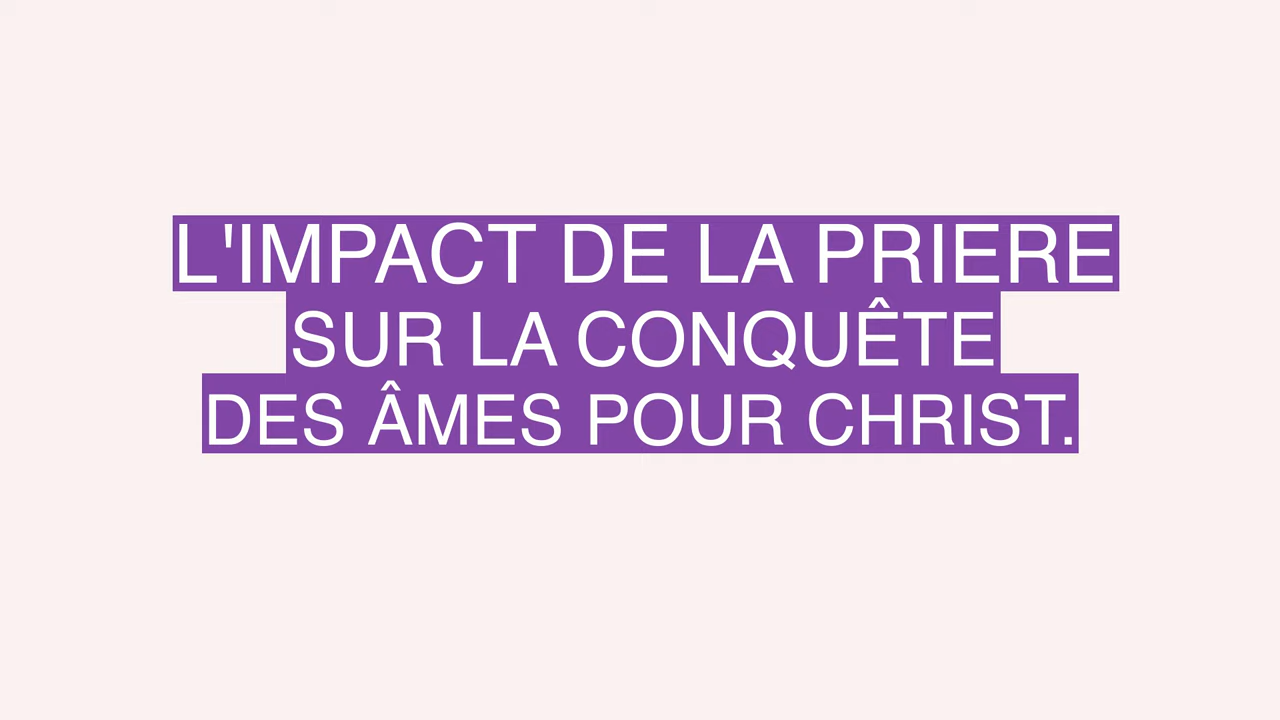 L'IMPACT DE LA PRIERE
SUR LA CONQUÊTE
DES ÂMES POUR CHRIST.